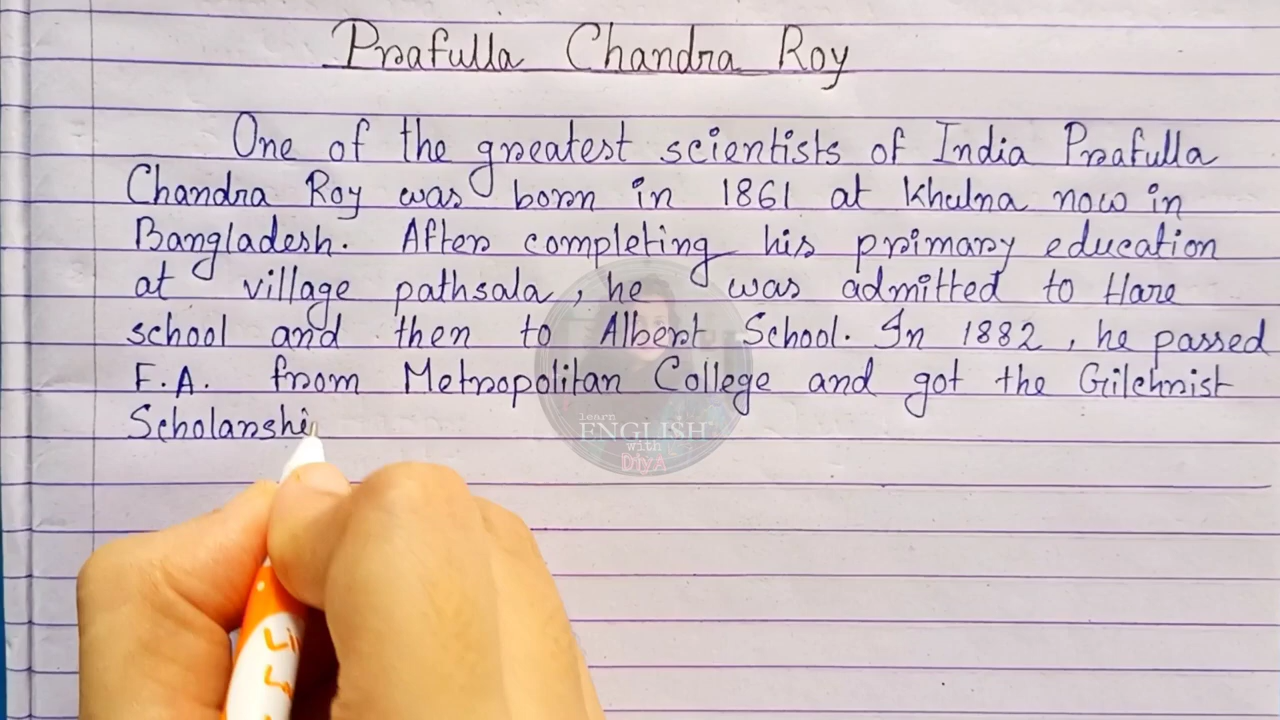 Prafulla Chandra Roy
One of the greatest scientists of India Prafulla
Chandra Roy was born in 1861 at Khulna now in
Bangladesh. After completing his primary education
at village pathsala, he was admitted to Hare
school and then to Albert School. In 1882, he passed
F.A. from Metropolitan College and got the Gilchrist
Scholarshi
learn
ENGLISH
with
DiyA